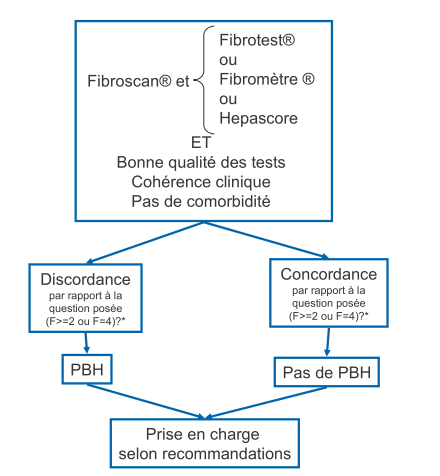 Fibrotest®
ou
Fibroscan® et
Fibromètre ®
ou
Hepascore
ET
Bonne qualité des tests
Cohérence clinique
Pas de comorbidité
Discordance
par rapport à la
question posée
(F>=2 ou F=4)?*
Concordance
par rapport à la
question posée
(F>=2 ou F=4)?*
PBH
Pas de PBH
Prise en charge
selon recommandations